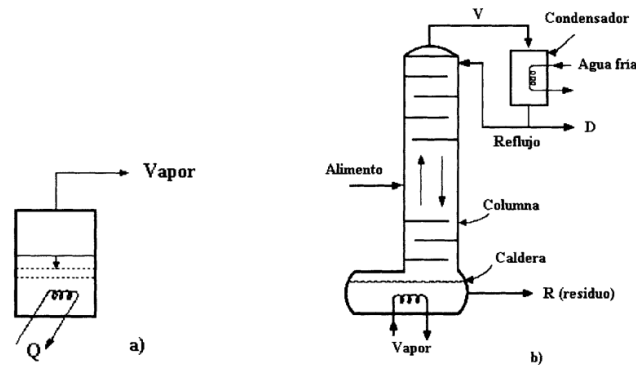 Vapor
Q
a)
V
Condensador
Agua fría
D
Reflujo
Alimento
Columna
Caldera
R (residuo)
Vapor
b)